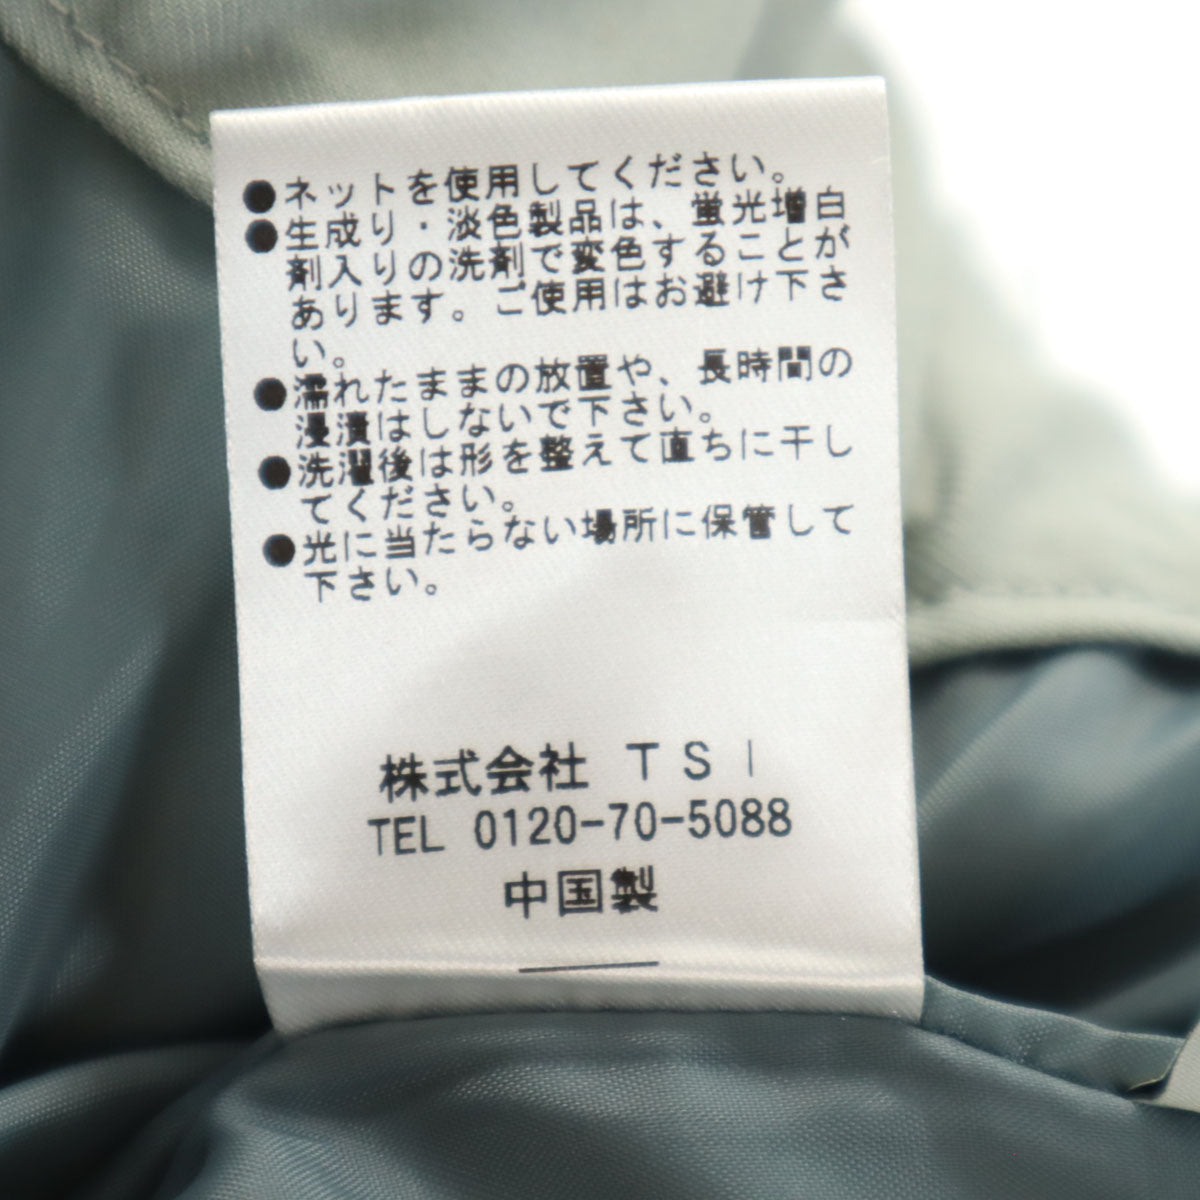 ●ネットを使用してください。
●生成り・淡色製品は、蛍光増白
剤入りの洗剤で変色することが
あります。ご使用はお避け下さ
い。
●濡れたままの放置や、長時間の
浸漬はしないで下さい。
●洗濯後は形を整えて直ちに干し
てください。
●光に当たらない場所に保管して
下さい。
株式会社 TSI
TEL 0120-70-5088
中国製